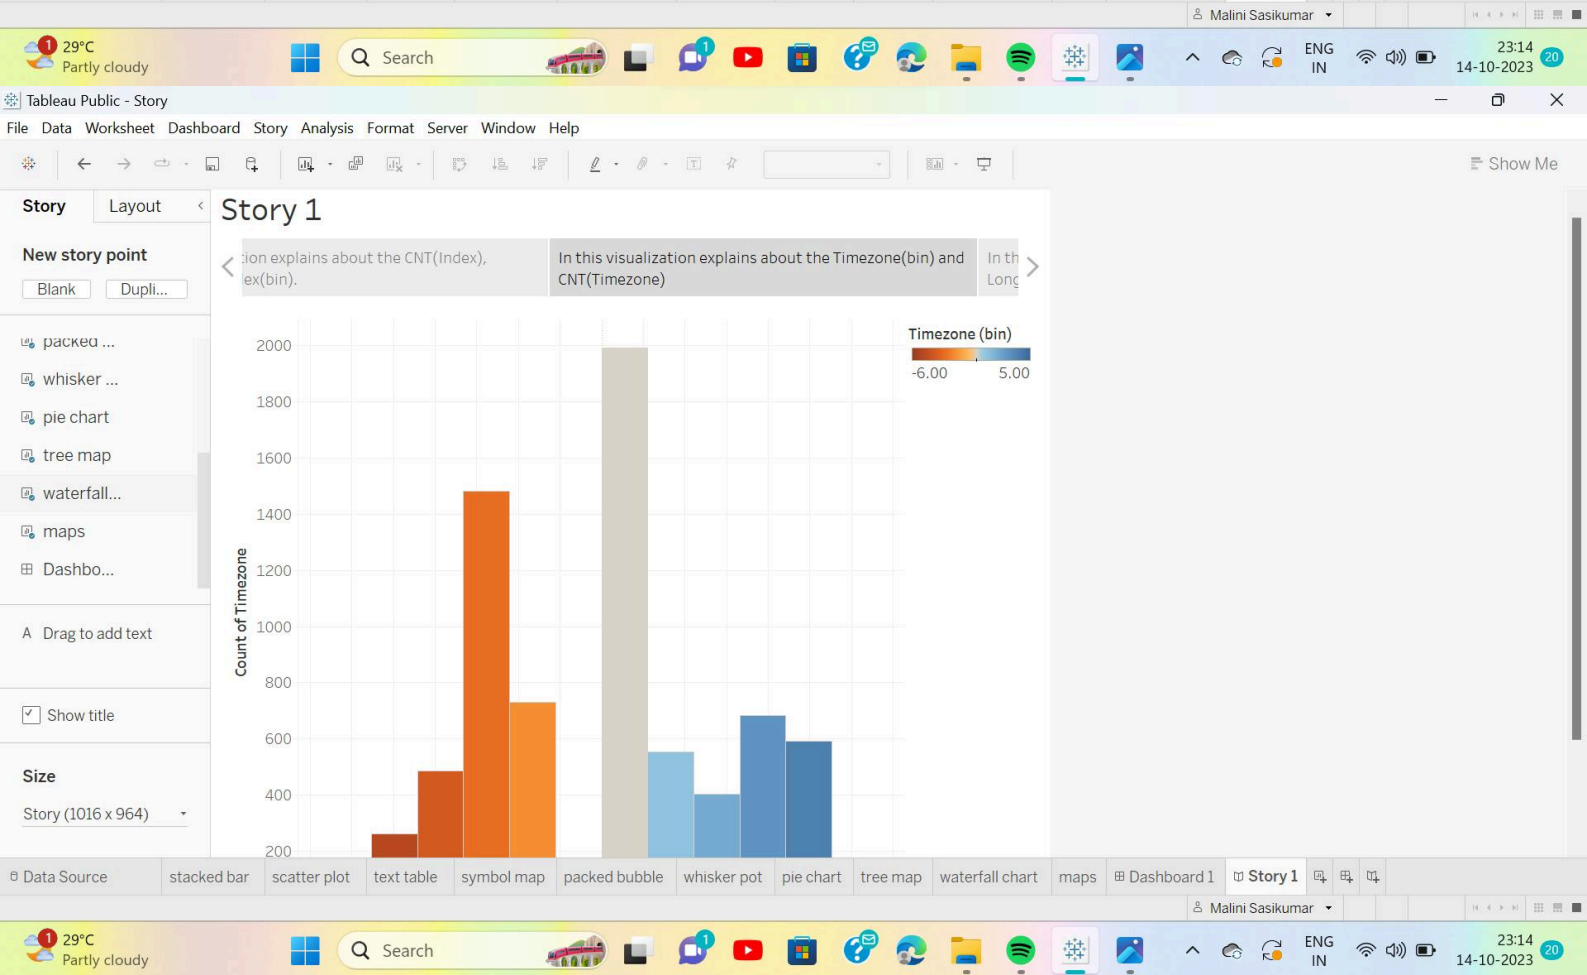 Malini Sasikumar
1
29°C
Partly cloudy
Search
1
ENG
IN
23:14
14-10-2023
20
Tableau Public - Story
File Data Worksheet Dashboard Story Analysis Format Server Window Help
Show Me
Story Layout
Story 1
New story point
Blank Dupli...
tion explains about the CNT(Index),
ex(bin).
In this visualization explains about the Timezone(bin) and
CNT(Timezone)
In th
Long
packed ...
whisker ...
pie chart
tree map
waterfall...
maps
Dashbo...
A Drag to add text
Show title
Size
Story (1016 x 964)
Count of Timezone
2000
1800
1600
1400
1200
1000
800
600
400
200
Timezone (bin)
-6.00 5.00
Data Source stacked bar scatter plot text table symbol map packed bubble whisker pot pie chart tree map waterfall chart maps Dashboard 1 Story 1
Malini Sasikumar
1
29°C
Partly cloudy
Search
1
ENG
IN
23:14
14-10-2023
20